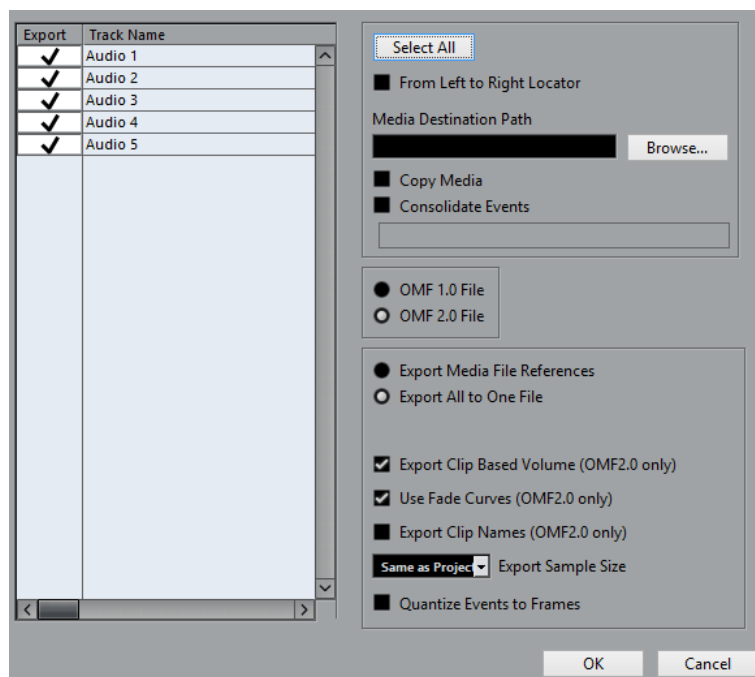 Export Track Name
Audio 1
Audio 2
Audio 3
Audio 4
Audio 5
Select All
From Left to Right Locator
Media Destination Path
Browse...
Copy Media
Consolidate Events
OMF 1.0 File
OMF 2.0 File
Export Media File References
Export All to One File
Export Clip Based Volume (OMF2.0 only)
Use Fade Curves (OMF2.0 only)
Export Clip Names (OMF2.0 only)
Same as Project Export Sample Size
Quantize Events to Frames
OK Cancel